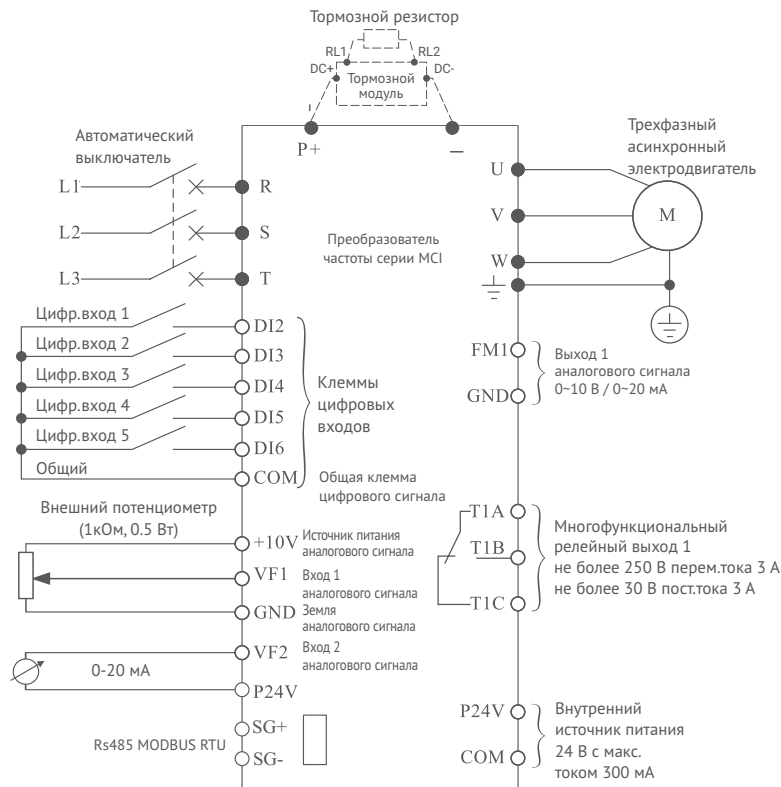 Тормозной резистор
RL1
RL2
DC+
DC-
Тормозной
модуль
P+
–
Автоматический
выключатель
L1
R
L2
S
L3
T
Преобразователь
частоты серии MCI
U
V
W
Трехфазный
асинхронный
электродвигатель
M
Цифр.вход 1
DI2
Цифр.вход 2
DI3
Цифр.вход 3
DI4
Цифр.вход 4
DI5
Цифр.вход 5
DI6
Общий
COM
Клеммы
цифровых
входов
Общая клемма
цифрового сигнала
FM1
GND
Выход 1
аналогового сигнала
0~10 В / 0~20 мА
Внешний потенциометр
(1кОм, 0.5 Вт)
+10V
Источник питания
аналогового сигнала
VF1
Вход 1
аналогового сигнала
GND
Земля
аналогового сигнала
VF2
Вход 2
аналогового сигнала
0-20 мА
P24V
Rs485 MODBUS RTU
SG+
SG-
T1A
T1B
T1C
Многофункциональный
релейный выход 1
не более 250 В перем.тока 3 А
не более 30 В пост.тока 3 А
P24V
COM
Внутренний
источник питания
24 В с макс.
током 300 мА